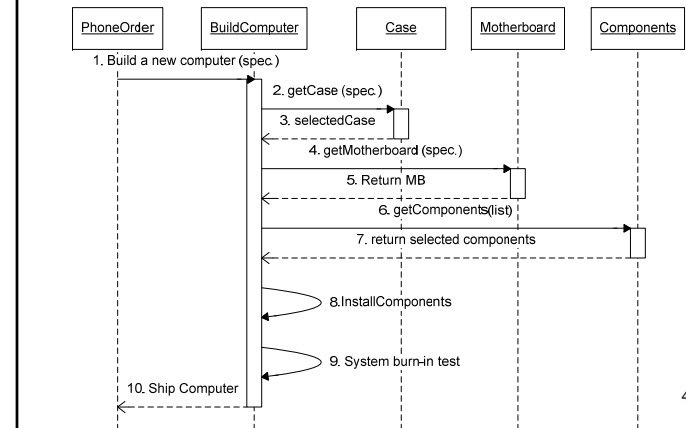 PhoneOrder BuildComputer Case Motherboard Components
1. Build a new computer (spec.)
2. getCase (spec.)
3. selectedCase
4. getMotherboard (spec.)
5. Return MB
6. getComponents(list)
7. return selected components
8.InstallComponents
9. System burn-in test
10. Ship Computer
4